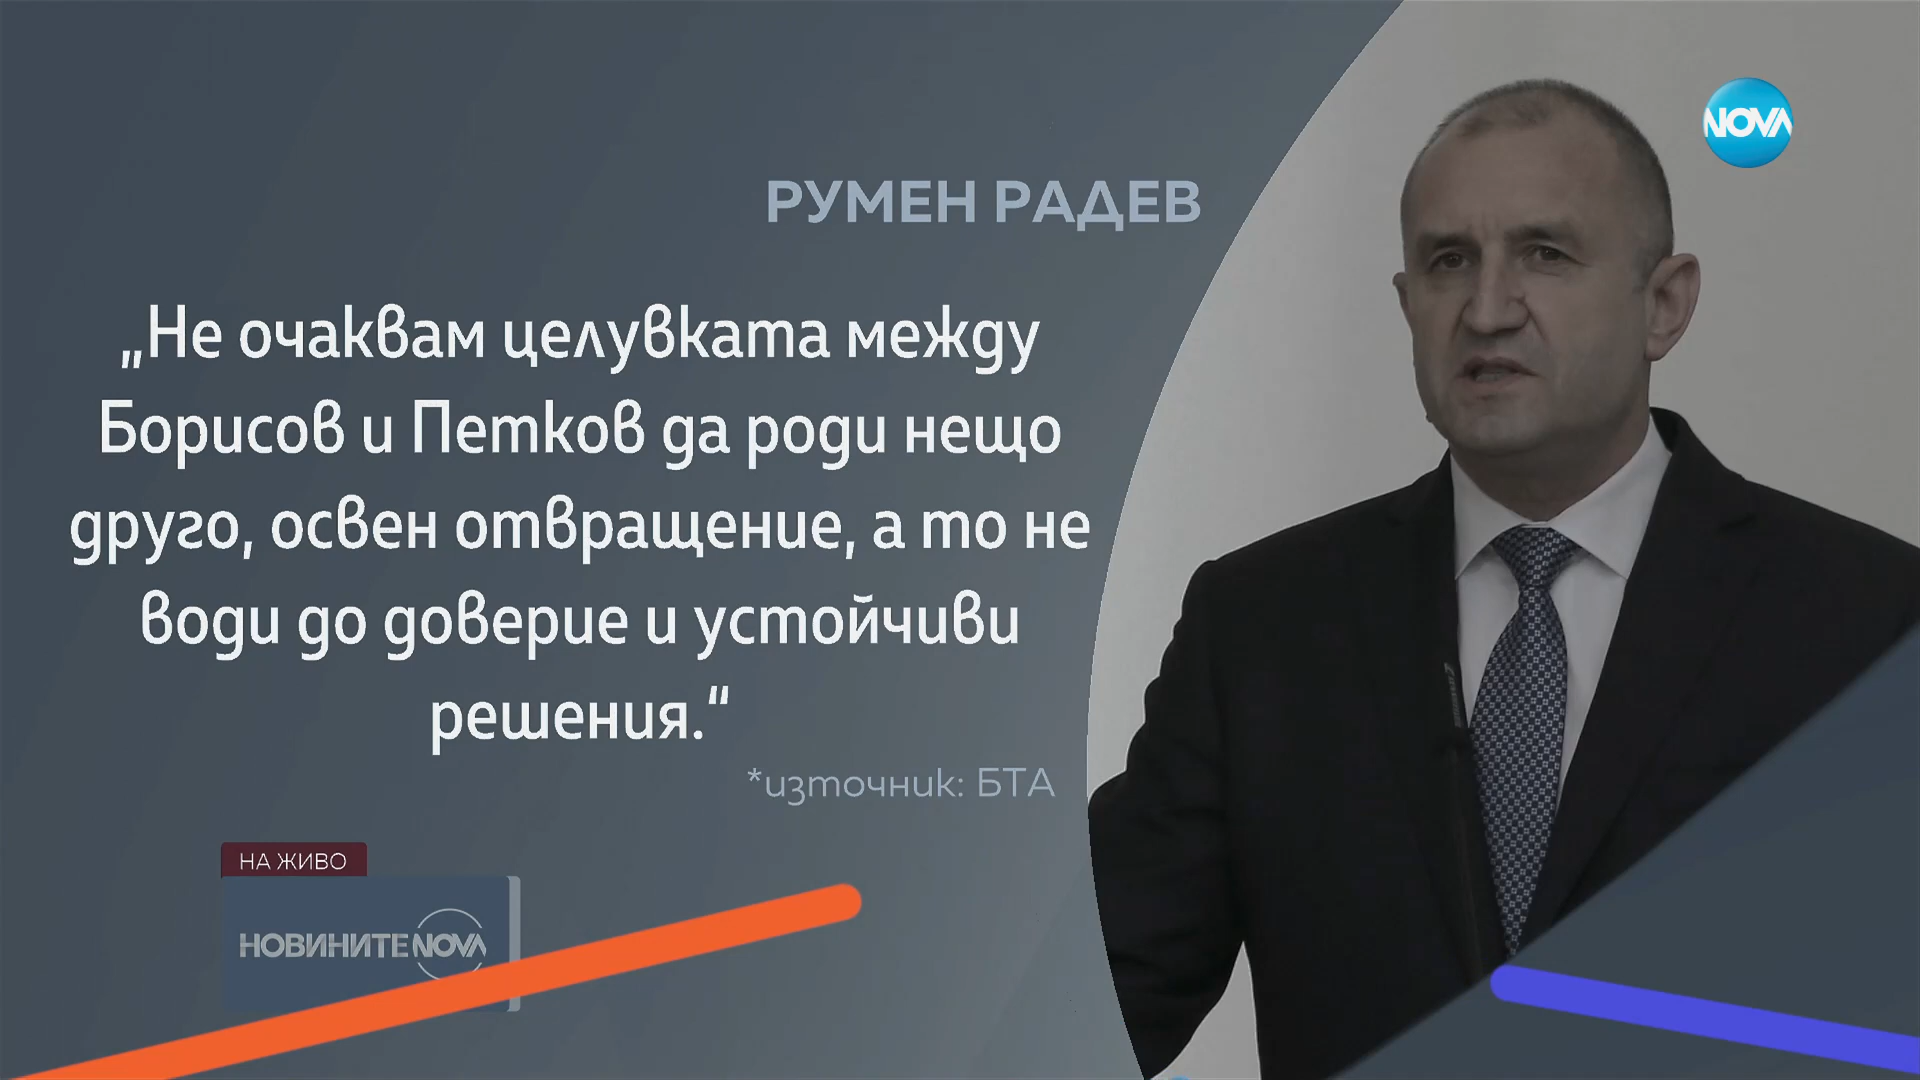 NOVA
РУМЕН РАДЕВ
„Не очаквам целувката между
Борисов и Петков да роди нещо
друго, освен отвращение, а то не
води до доверие и устойчиви
решения.“
*източник: БТА
НА ЖИВО
НОВИНИТЕ NOVA